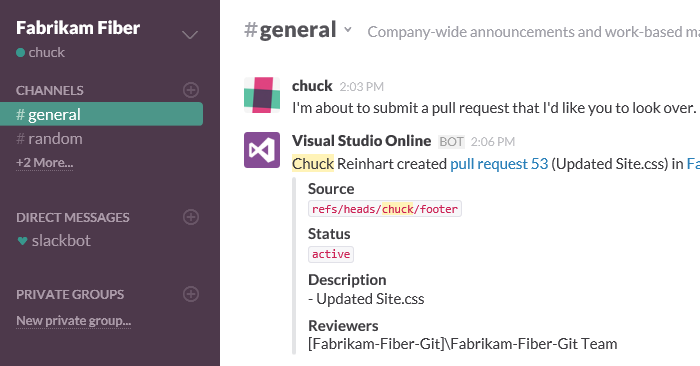 Fabrikam Fiber
chuck
CHANNELS
# general
# random
+2 More...
DIRECT MESSAGES
slackbot
PRIVATE GROUPS
New private group...
#general
Company-wide announcements and work-based ma
chuck 2:03 PM
I'm about to submit a pull request that I'd like you to look over.
Visual Studio Online BOT 2:06 PM
Chuck Reinhart created pull request 53 (Updated Site.css) in Fa
Source
refs/heads/chuck/footer
Status
active
Description
- Updated Site.css
Reviewers
[Fabrikam-Fiber-Git]\Fabrikam-Fiber-Git Team